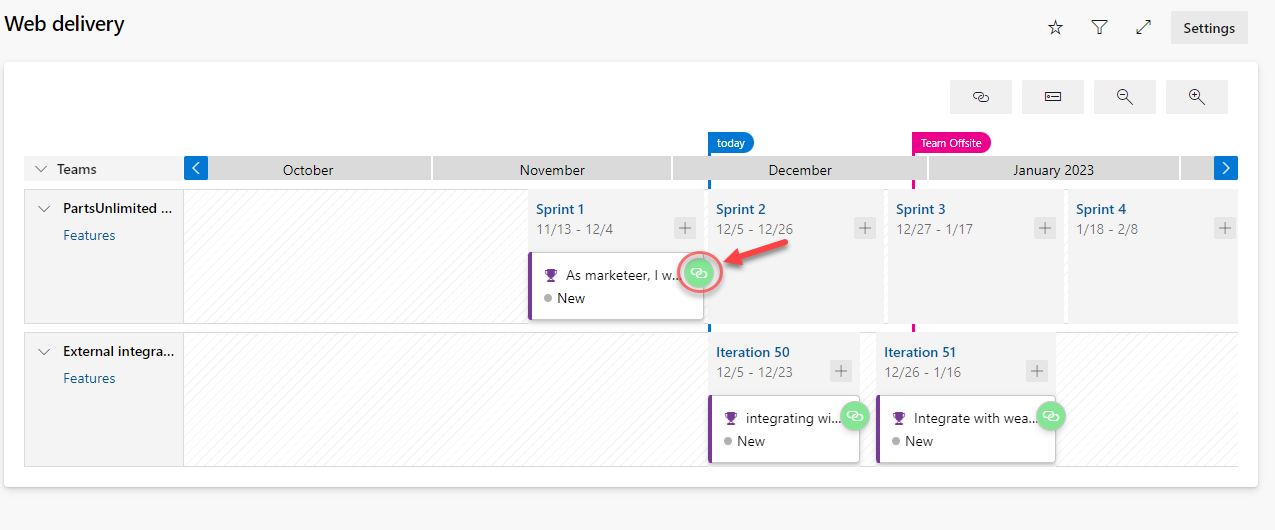 Web delivery
Settings
today
Team Offsite
Teams
October
November
December
January 2023
PartsUnlimited ...
Features
Sprint 1
11/13 - 12/4
Sprint 2
12/5 - 12/26
Sprint 3
12/27 - 1/17
Sprint 4
1/18 - 2/8
As marketeer, I w...
New
External integra...
Features
Iteration 50
12/5 - 12/23
Iteration 51
12/26 - 1/16
integrating wi...
New
Integrate with wea...
New